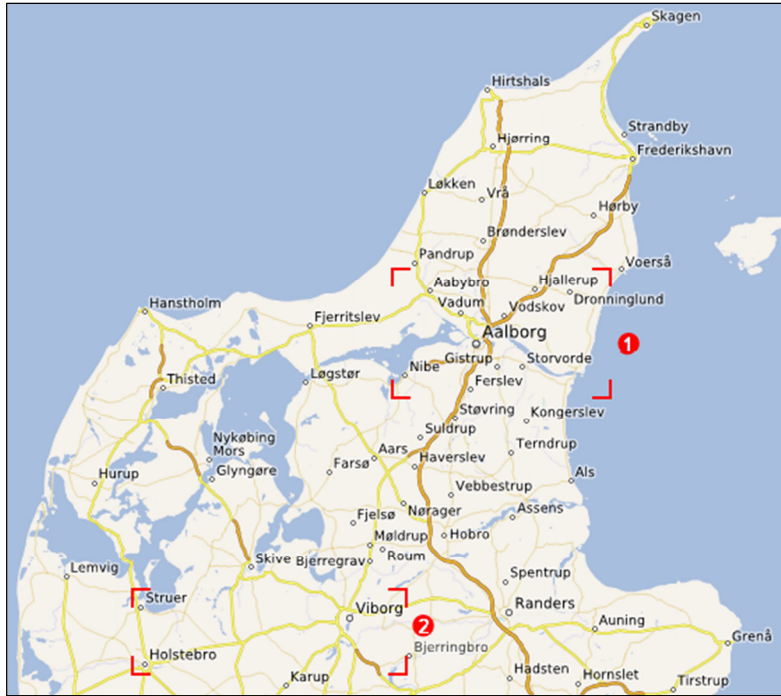 Skagen
Hirtshals
Strandby
Hjørring
Frederikshavn
Løkken
Vrå
Hørby
Brønderslev
Pandrup
Voerså
Aabybro
Hjallerup
Dronninglund
Hanstholm
Vadum
Vodskov
Fjerritslev
Aalborg
1
Gistrup
Storvorde
Nibe
Thisted
Løgstør
Ferslev
Støvring
Kongerslev
Suldrup
Nykøbing
Mors
Aars
Haverslev
Terndrup
Hurup
Glyngøre
Farsø
Als
Vebbestrup
Nørager
Assens
Fjelsø
Møldrup
Hobro
Roum
Skive
Bjerregrav
Lemvig
Spentrup
Struer
Viborg
Randers
2
Auning
Grenå
Bjerringbro
Holstebro
Karup
Hadsten
Hornslet
Tirstrup